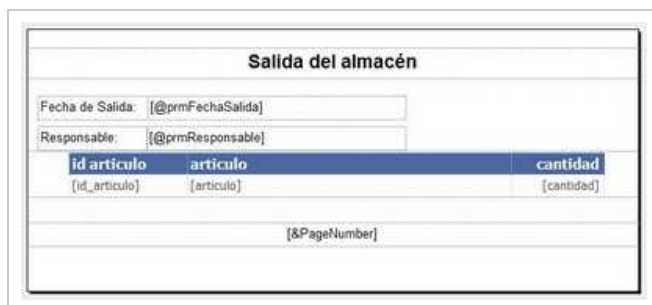 Salida del almacén
Fecha de Salida: [@prmFechaSalida]
Responsable: [@prmResponsable]
id articulo articulo cantidad
[id_articulo] [articulo] [cantidad]
[&PageNumber]